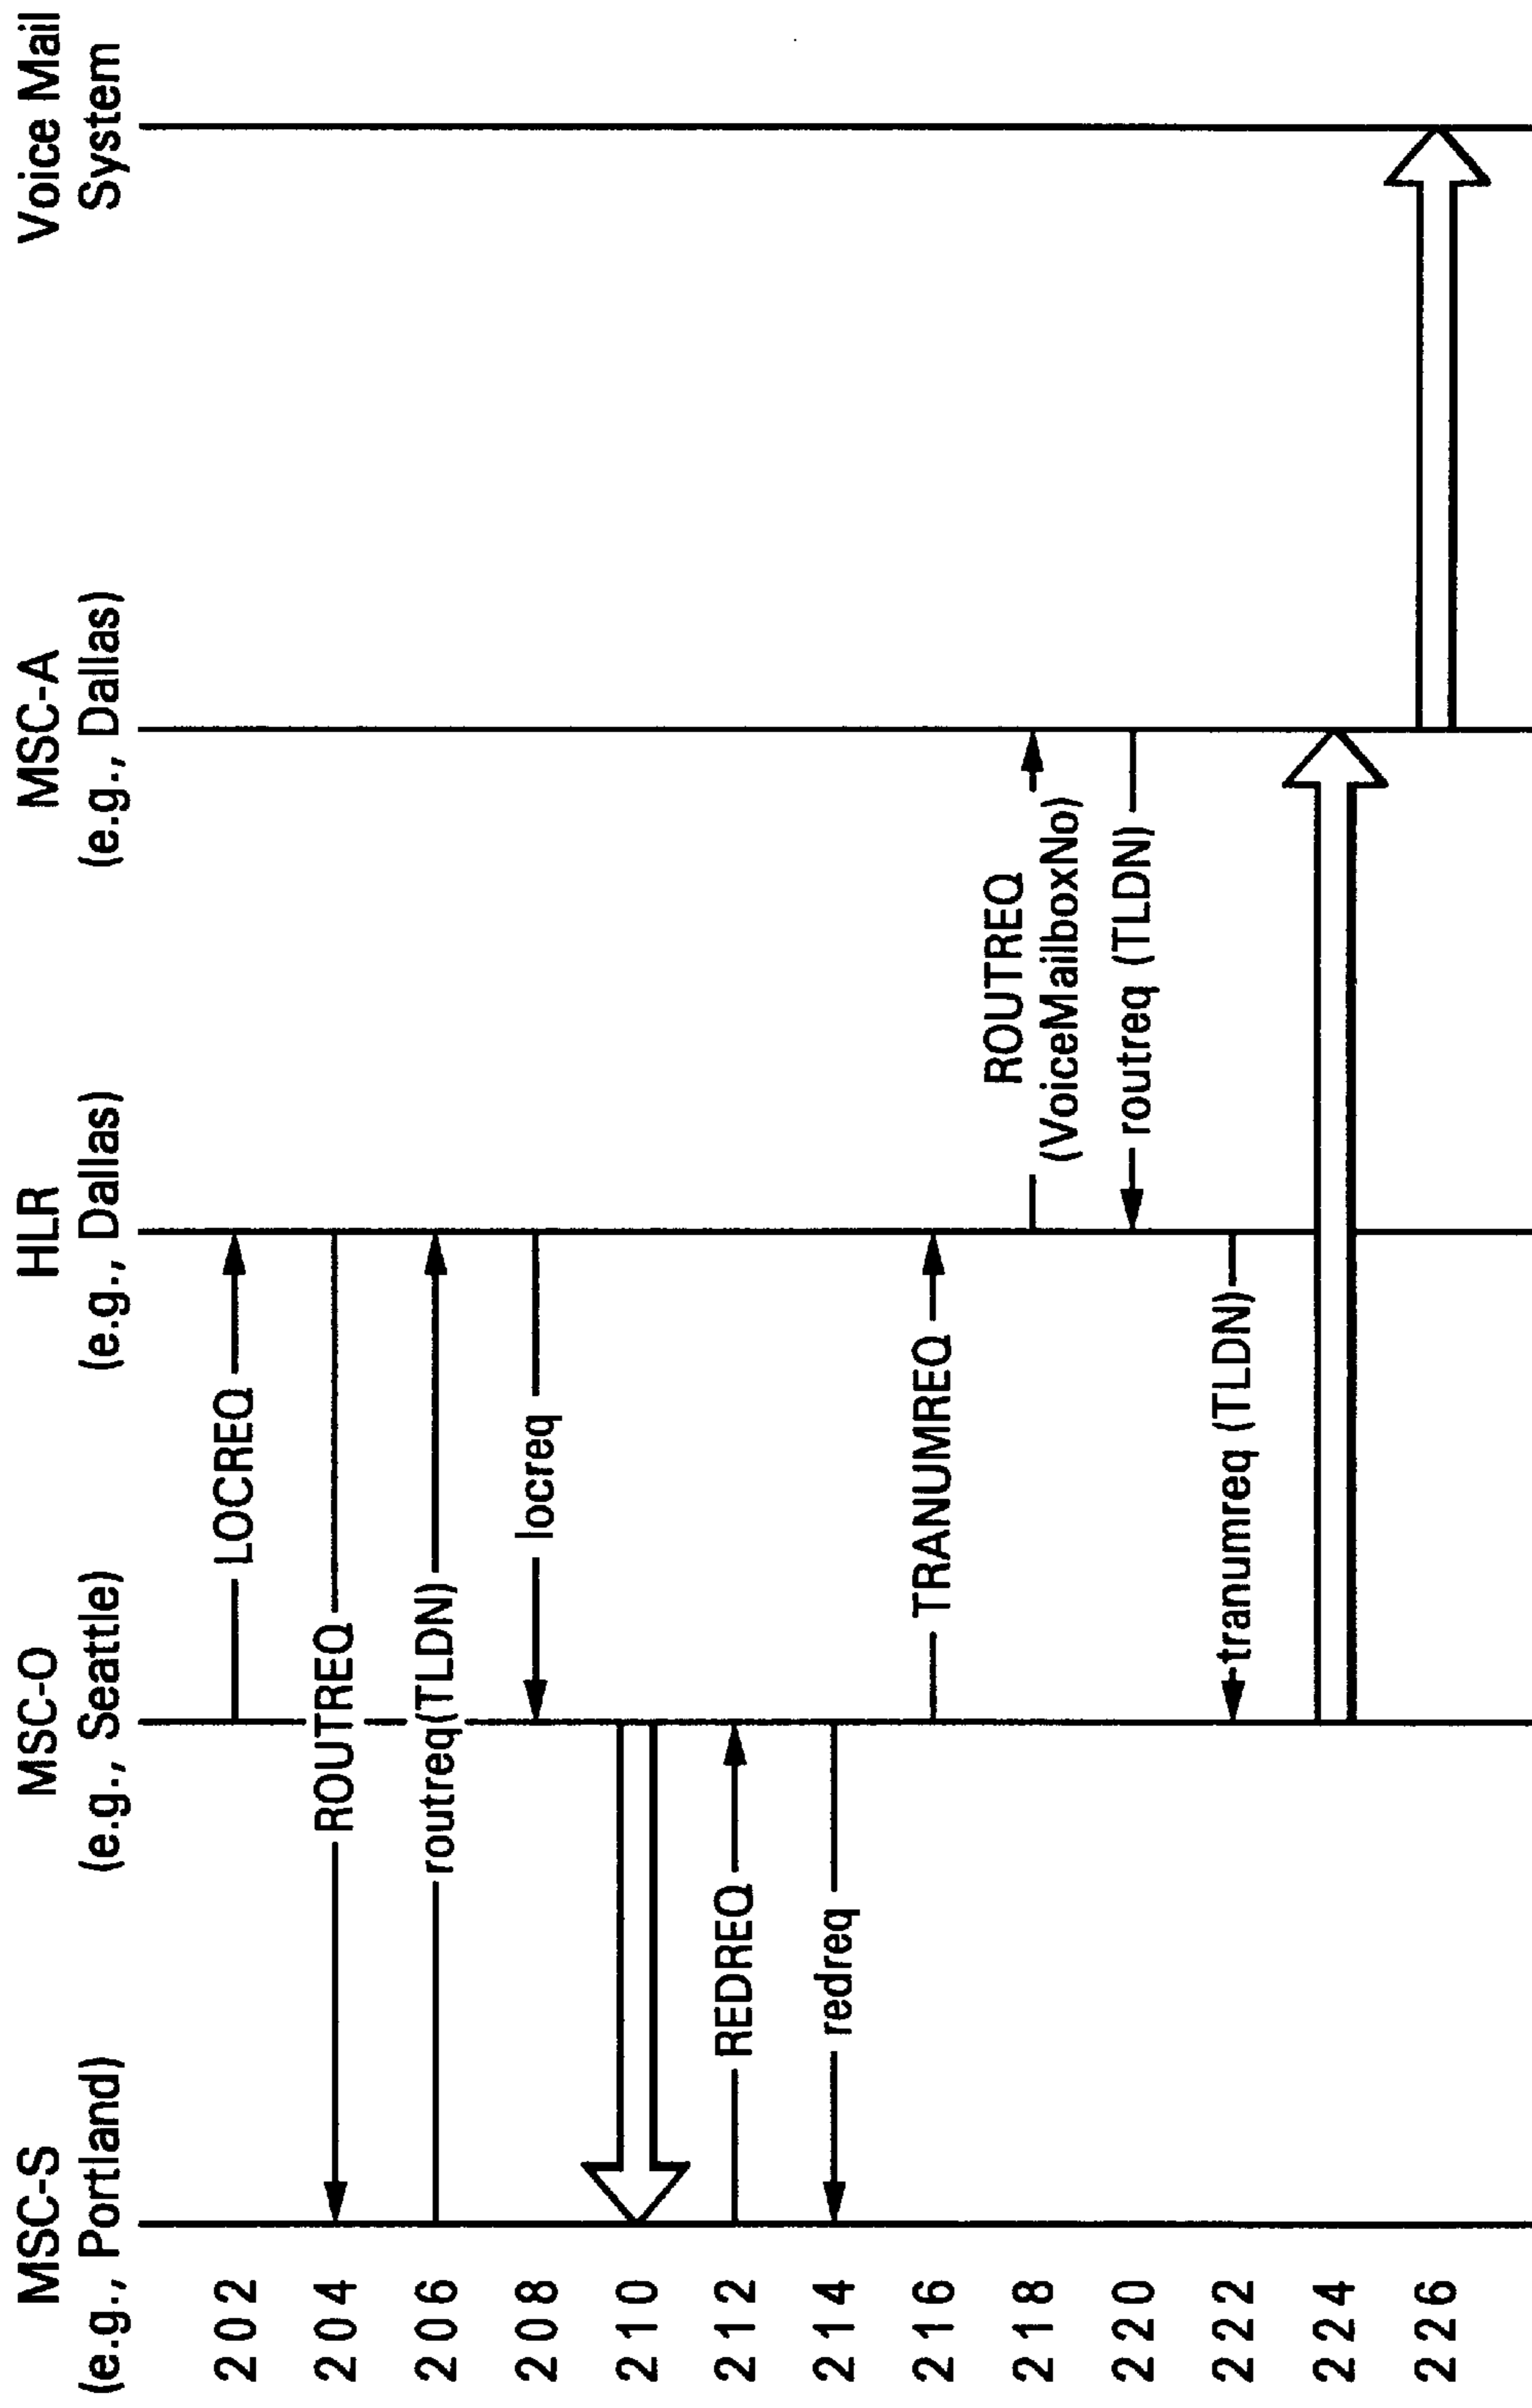 MSC-S
(e.g., Portland)
MSC-O
(e.g., Seattle)
HLR
(e.g., Dallas)
MSC-A
(e.g., Dallas)
Voice Mail
System
202
LOCREQ
204
ROUTREQ
206
routreq(TLDN)
208
locreq
210
212
REDREQ
214
redreq
216
TRANUMREQ
218
ROUTREQ
(VoiceMailboxNo)
220
routreq (TLDN)
222
tranumreq (TLDN)
224
226